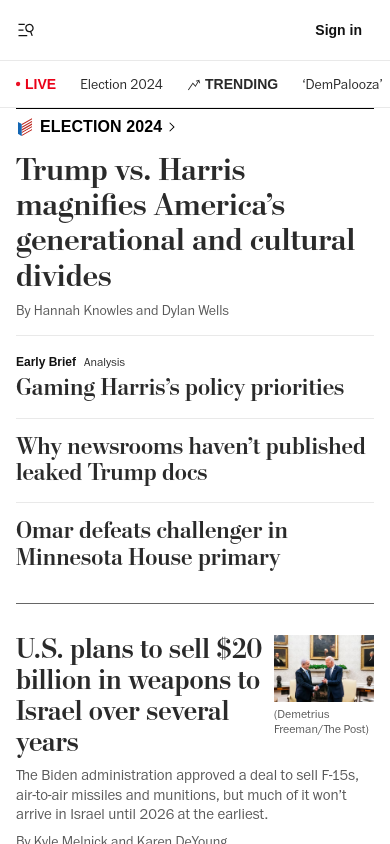 Sign in
LIVE
Election 2024
TRENDING
‘DemPalooza’
ELECTION 2024
Trump vs. Harris
magnifies America’s
generational and cultural
divides
By Hannah Knowles and Dylan Wells
Early Brief Analysis
Gaming Harris’s policy priorities
Why newsrooms haven’t published
leaked Trump docs
Omar defeats challenger in
Minnesota House primary
U.S. plans to sell $20
billion in weapons to
Israel over several
years
(Demetrius
Freeman/The Post)
The Biden administration approved a deal to sell F-15s,
air-to-air missiles and munitions, but much of it won’t
arrive in Israel until 2026 at the earliest.
By Kyle Melnick and Karen DeYoung